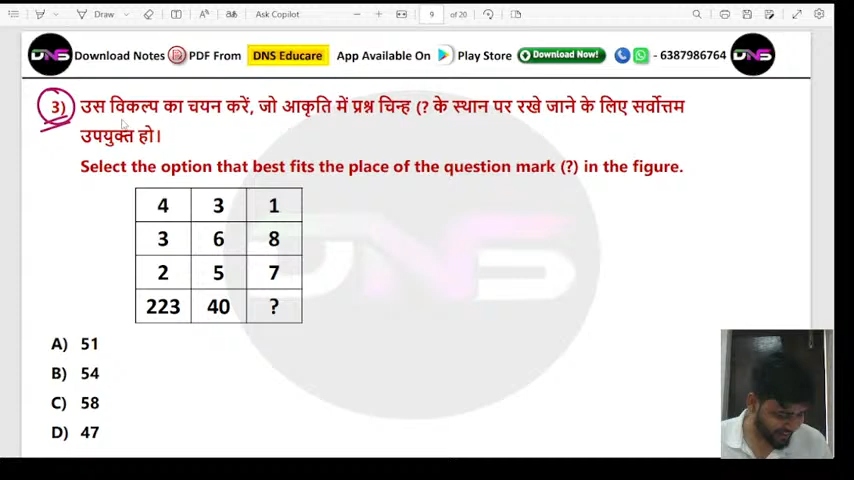 Draw
Ask Copilot
9
of 20
DNS
Download Notes
PDF From
DNS Educare
App Available On
Play Store
Download Now!
- 6387986764
DNS
3) उस विकल्प का चयन करें, जो आकृति में प्रश्न चिन्ह (? के स्थान पर रखे जाने के लिए सर्वोत्तम
उपयुक्त हो।
Select the option that best fits the place of the question mark (?) in the figure.
4 3 1
3 6 8
2 5 7
223 40 ?
DNS
A) 51
B) 54
C) 58
D) 47